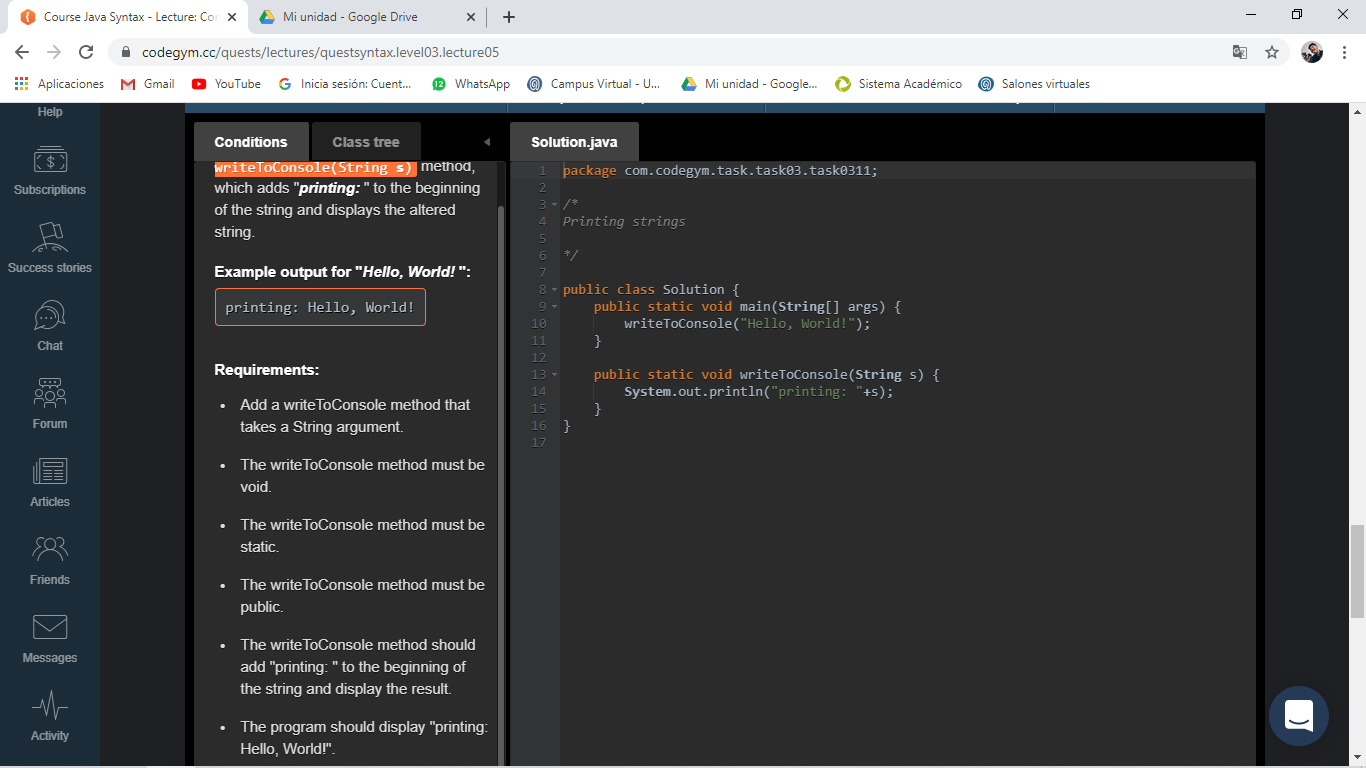 Course Java Syntax - Lecture: Cor
Mi unidad - Google Drive
codegym.cc/quests/lectures/questsyntax.level03.lecture05
Aplicaciones
Gmail
YouTube
Inicia sesión: Cuent...
12
WhatsApp
Campus Virtual - U...
Mi unidad - Google...
Sistema Académico
Salones virtuales
Help
Subscriptions
Success stories
Chat
Forum
Articles
Friends
Messages
Activity
Conditions
Class tree
writeToConsole(String s) method,
which adds "printing: " to the beginning
of the string and displays the altered
string.
Example output for "Hello, World! ":
printing: Hello, World!
Requirements:
• Add a writeToConsole method that
takes a String argument.
• The writeToConsole method must be
void.
• The writeToConsole method must be
static.
• The writeToConsole method must be
public.
• The writeToConsole method should
add "printing: " to the beginning of
the string and display the result.
• The program should display "printing:
Hello, World!".
Solution.java
1 package com.codegym.task.task03.task0311;
2
3 /*
4 Printing strings
5
6 */
7
8 public class Solution {
9 public static void main(String[] args) {
10 writeToConsole("Hello, World!");
11 }
12
13 public static void writeToConsole(String s) {
14 System.out.println("printing: "+s);
15 }
16 }
17